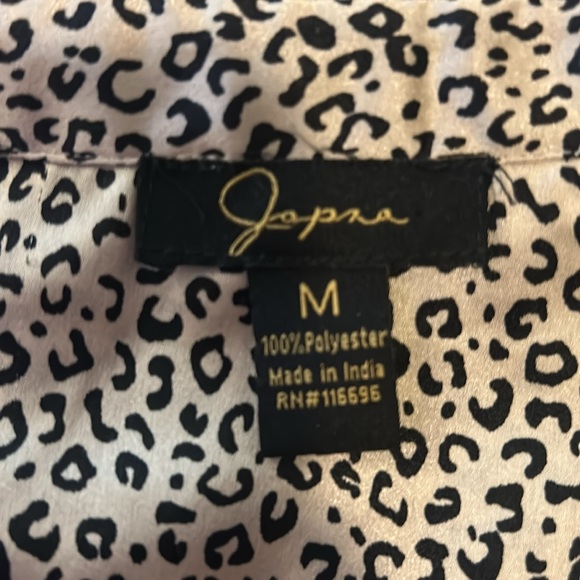 Japna
M
100% Polyester
Made in India
RN#116696